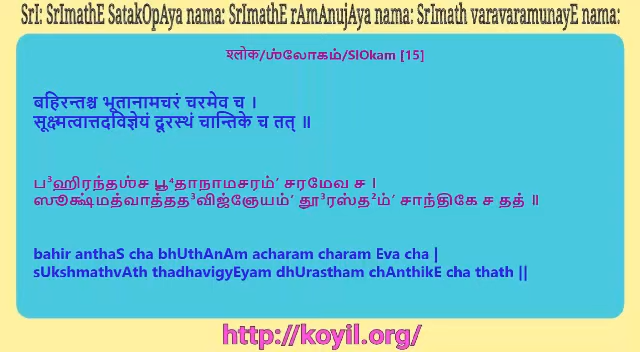 SrI: SrImathE SatakOpAya nama: SrImathE rAmAnujAya nama: SrImath varavaramunayE nama:
श्लोक/ஶ்லோகம்/SlOkam [15]
बहिरन्तश्च भूतानामचरं चरमेव च ।
सूक्ष्मत्वात्तदविज्ञेयं दूरस्थं चान्तिके च तत् ॥
ப³ஹிரந்தஶ்ச பூ⁴தாநாமசரம்ʼ சரமேவ ச ।
ஸூக்ஷ்மத்வாத்தத³விஜ்ஞேயம்ʼ தூ³ரஸ்த²ம்ʼ சாந்திகே ச தத் ॥
bahir anthaS cha bhUthAnAm acharam charam Eva cha |
sUkshmathvAth thadhavigyEyam dhUrastham chAnthikE cha thath ||
http://koyil.org/